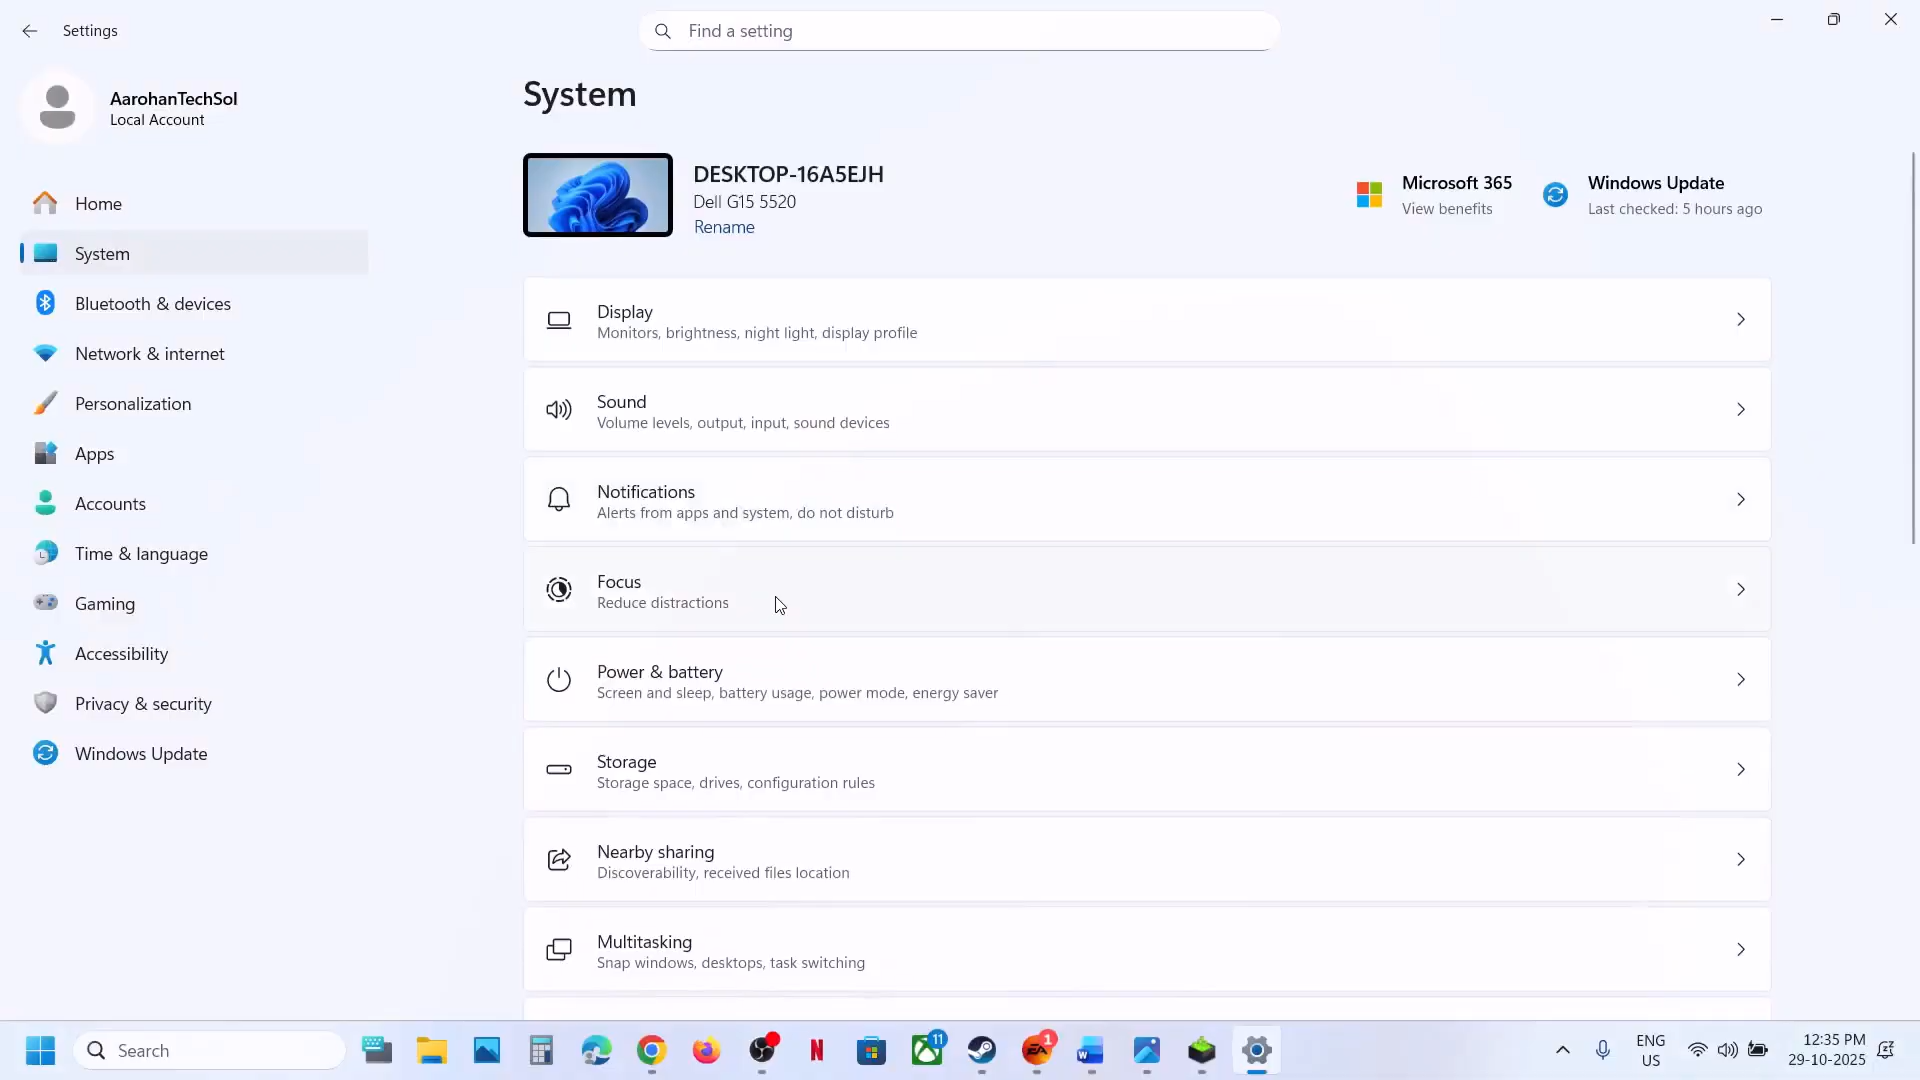 Settings
Find a setting
AarohanTechSol
Local Account
Home
System
Bluetooth & devices
Network & internet
Personalization
Apps
Accounts
Time & language
Gaming
Accessibility
Privacy & security
Windows Update
System
DESKTOP-16A5EJH
Dell G15 5520
Rename
Microsoft 365
View benefits
Windows Update
Last checked: 5 hours ago
Display
Monitors, brightness, night light, display profile
Sound
Volume levels, output, input, sound devices
Notifications
Alerts from apps and system, do not disturb
Focus
Reduce distractions
Power & battery
Screen and sleep, battery usage, power mode, energy saver
Storage
Storage space, drives, configuration rules
Nearby sharing
Discoverability, received files location
Multitasking
Snap windows, desktops, task switching
Search
11
1
ENG
US
12:35 PM
29-10-2025